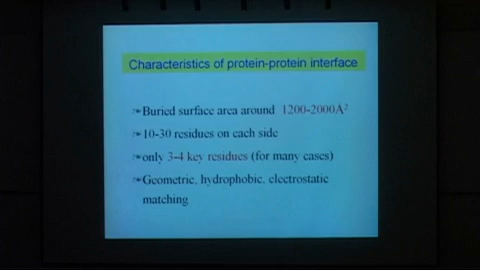 Characteristics of protein-protein interface
Buried surface area around 1200-2000Å²
10-30 residues on each side
only 3-4 key residues (for many cases)
Geometric, hydrophobic, electrostatic
matching